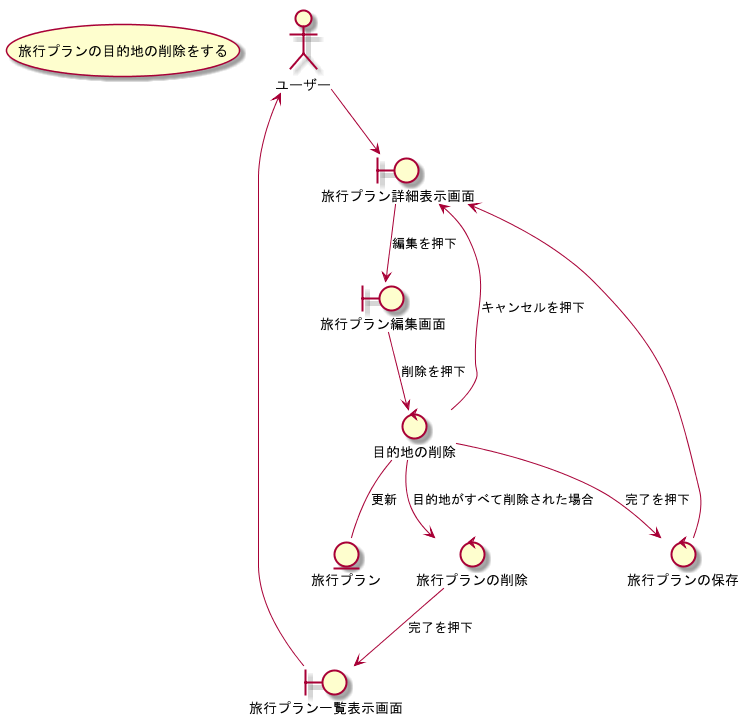 旅行プランの目的地の削除をする
ユーザー
旅行プラン詳細表示画面
編集を押下
キャンセルを押下
旅行プラン編集画面
削除を押下
目的地の削除
更新
目的地がすべて削除された場合
完了を押下
旅行プラン
旅行プランの削除
旅行プランの保存
完了を押下
旅行プラン一覧表示画面